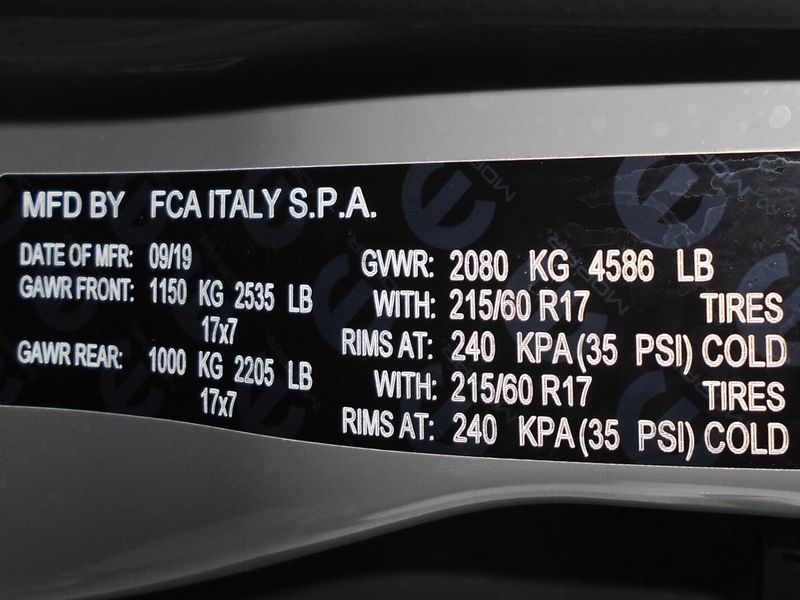 MFD BY FCA ITALY S.P.A.
DATE OF MFR: 09/19
GAWR FRONT: 1150 KG 2535 LB
17x7
GAWR REAR: 1000 KG 2205 LB
17x7
GVWR: 2080 KG 4586 LB
WITH: 215/60 R17 TIRES
RIMS AT: 240 KPA(35 PSI) COLD
WITH: 215/60 R17 TIRES
RIMS AT: 240 KPA(35 PSI) COLD